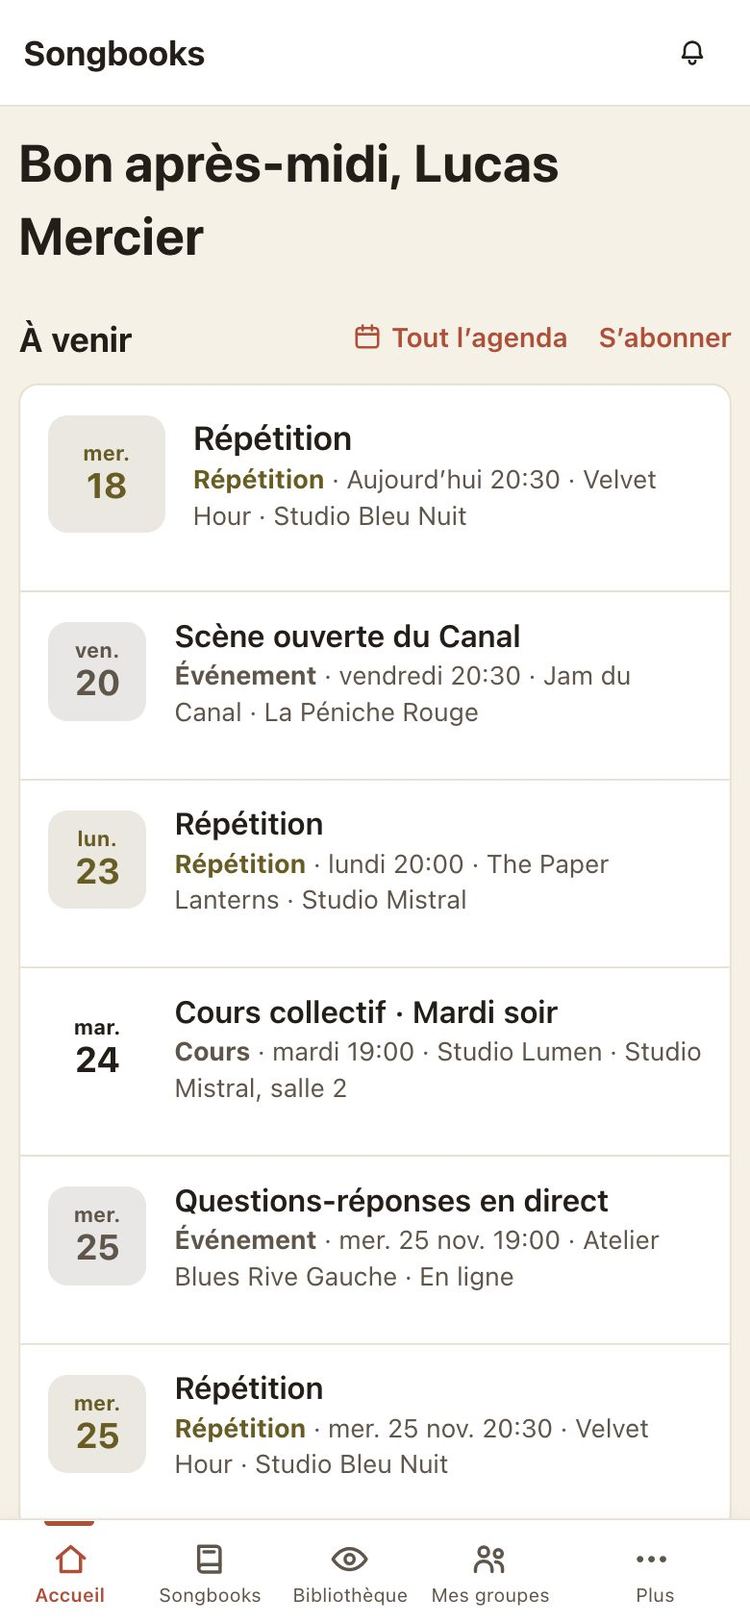 Songbooks
Bon après-midi, Lucas
Mercier
À venir
Tout l’agenda
S’abonner
mer.
18
Répétition
Répétition · Aujourd’hui 20:30 · Velvet
Hour · Studio Bleu Nuit
ven.
20
Scène ouverte du Canal
Événement · vendredi 20:30 · Jam du
Canal · La Péniche Rouge
lun.
23
Répétition
Répétition · lundi 20:00 · The Paper
Lanterns · Studio Mistral
mar.
24
Cours collectif · Mardi soir
Cours · mardi 19:00 · Studio Lumen · Studio
Mistral, salle 2
mer.
25
Questions-réponses en direct
Événement · mer. 25 nov. 19:00 · Atelier
Blues Rive Gauche · En ligne
mer.
25
Répétition
Répétition · mer. 25 nov. 20:30 · Velvet
Hour · Studio Bleu Nuit
Accueil
Songbooks
Bibliothèque
Mes groupes
Plus